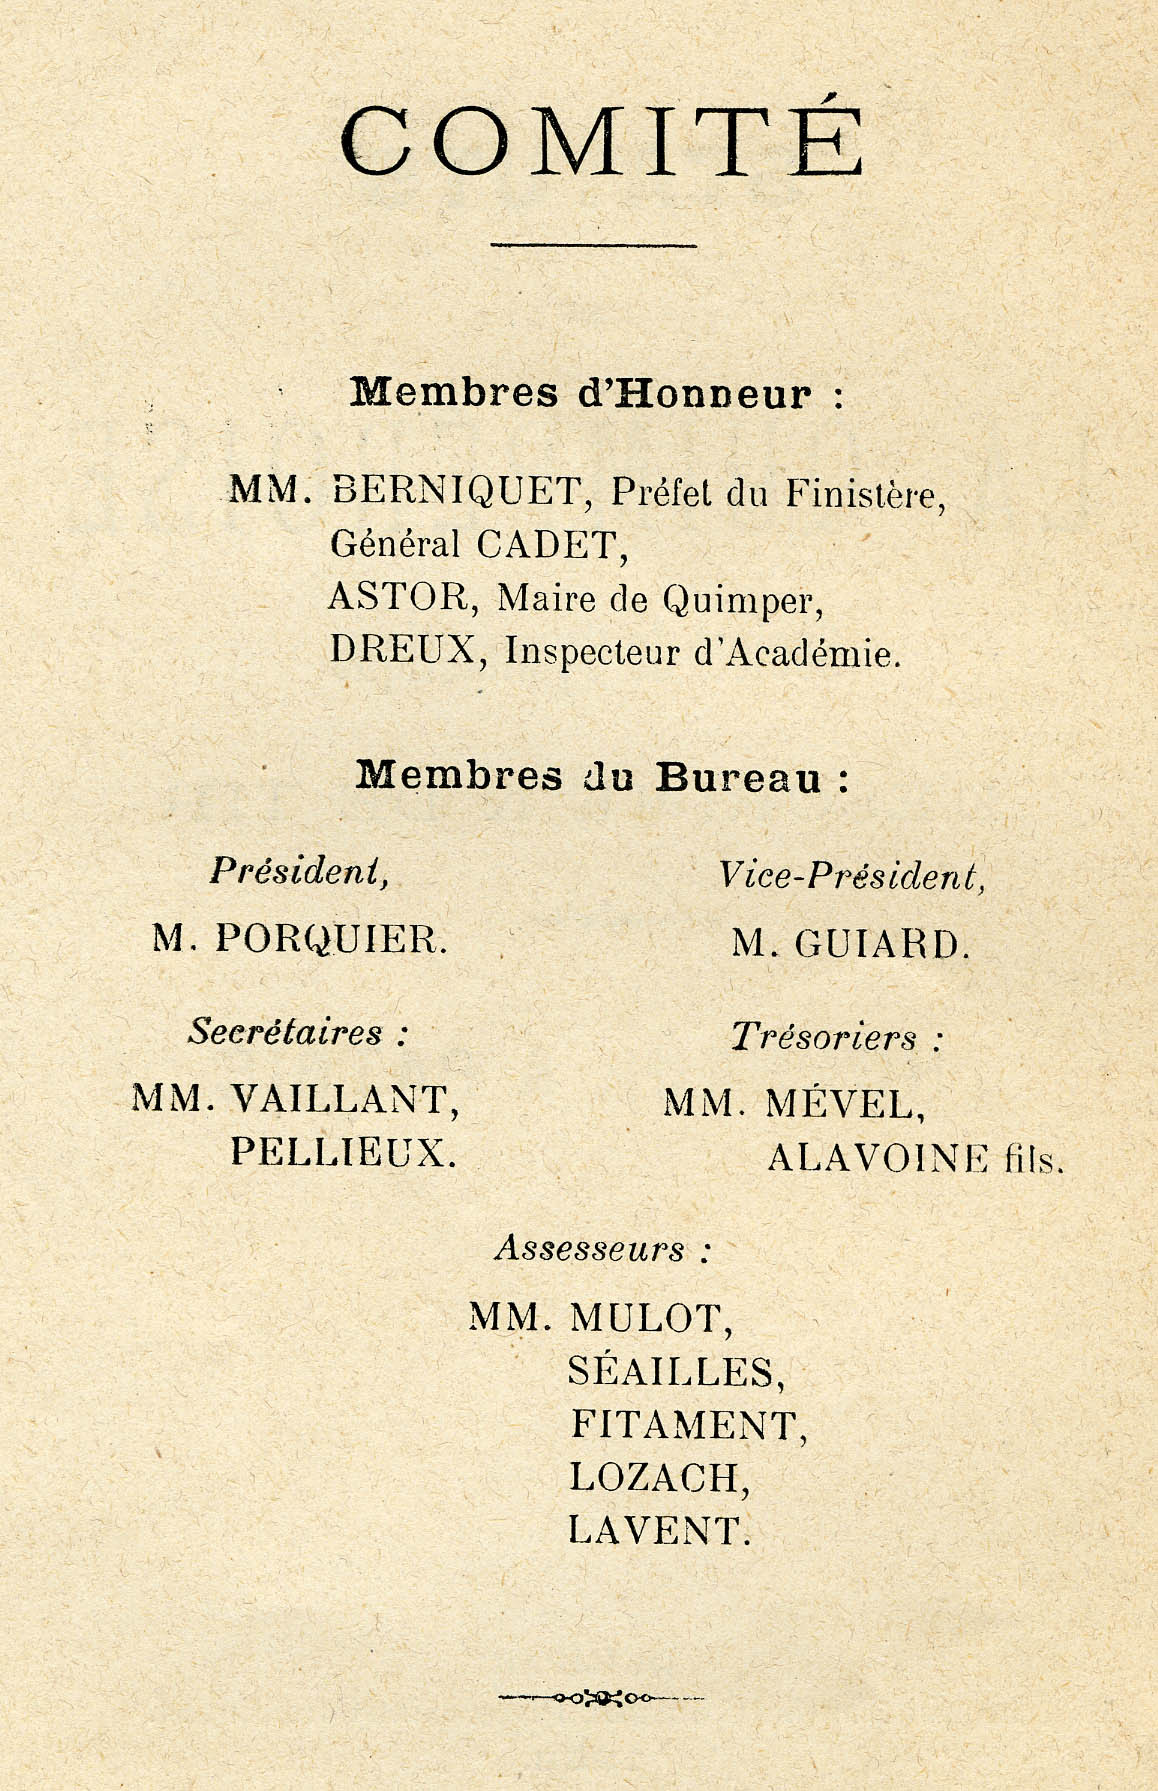 COMITÉ
Membres d'Honneur :
MM. BERNIQUET, Préfet du Finistère,
Général CADET,
ASTOR, Maire de Quimper,
DREUX, Inspecteur d'Académie.
Membres du Bureau :
Président,
M. PORQUIER.
Vice-Président,
M. GUIARD.
Secrétaires :
MM. VAILLANT,
PELLIEUX.
Trésoriers :
MM. MÉVEL,
ALAVOINE fils.
Assesseurs :
MM. MULOT,
SÉAILLES,
FITAMENT,
LOZACH,
LAVENT.